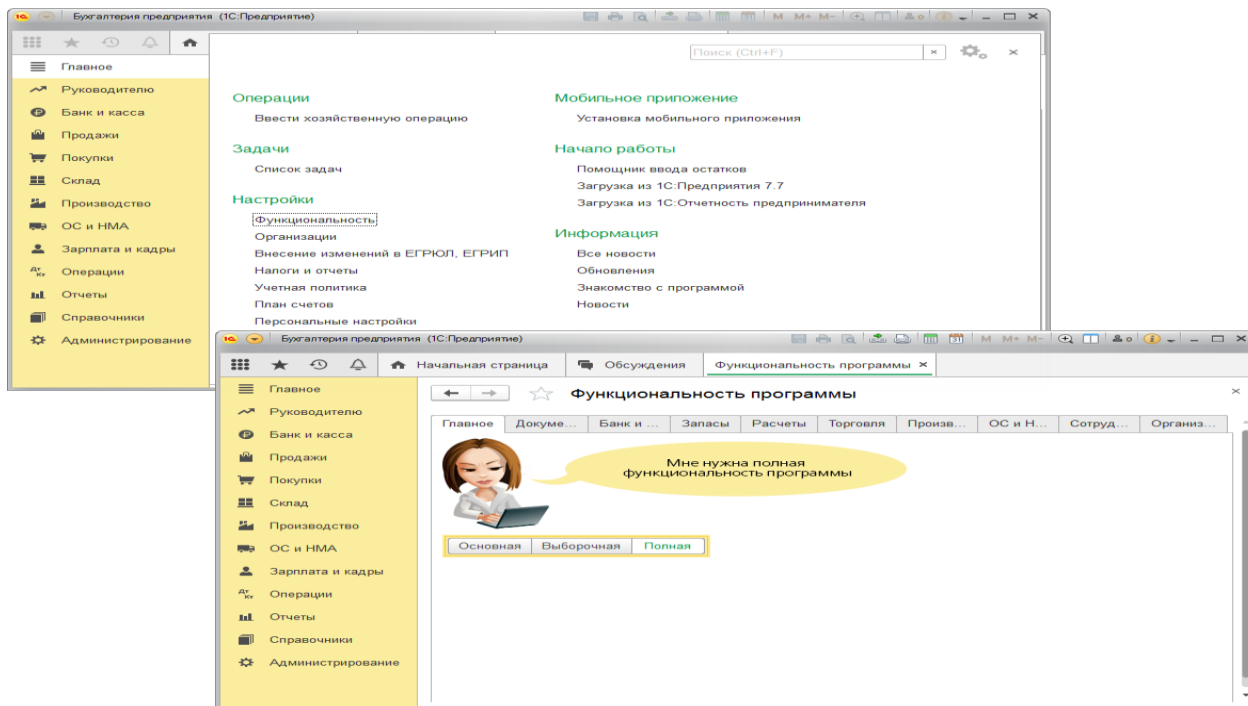 Бухгалтерия предприятия (1С:Предприятие)
M M+ M-
Поиск (Ctrl+F)
Главное
Руководителю
Банк и касса
Продажи
Покупки
Склад
Производство
ОС и НМА
Зарплата и кадры
Операции
Отчеты
Справочники
Администрирование
Операции
Ввести хозяйственную операцию
Задачи
Список задач
Настройки
Функциональность
Организации
Внесение изменений в ЕГРЮЛ, ЕГРИП
Налоги и отчеты
Учетная политика
План счетов
Персональные настройки
Мобильное приложение
Установка мобильного приложения
Начало работы
Помощник ввода остатков
Загрузка из 1С:Предприятия 7.7
Загрузка из 1С:Отчетность предпринимателя
Информация
Все новости
Обновления
Знакомство с программой
Новости
Бухгалтерия предприятия (1С:Предприятие)
31 M M+ M-
Начальная страница Обсуждения Функциональность программы
Главное
Руководителю
Банк и касса
Продажи
Покупки
Склад
Производство
ОС и НМА
Зарплата и кадры
Дт Кт Операции
Отчеты
Справочники
Администрирование
Функциональность программы
Главное Докуме... Банк и ... Запасы Расчеты Торговля Произв... ОС и Н... Сотруд... Организ...
Мне нужна полная
функциональность программы
Основная Выборочная Полная